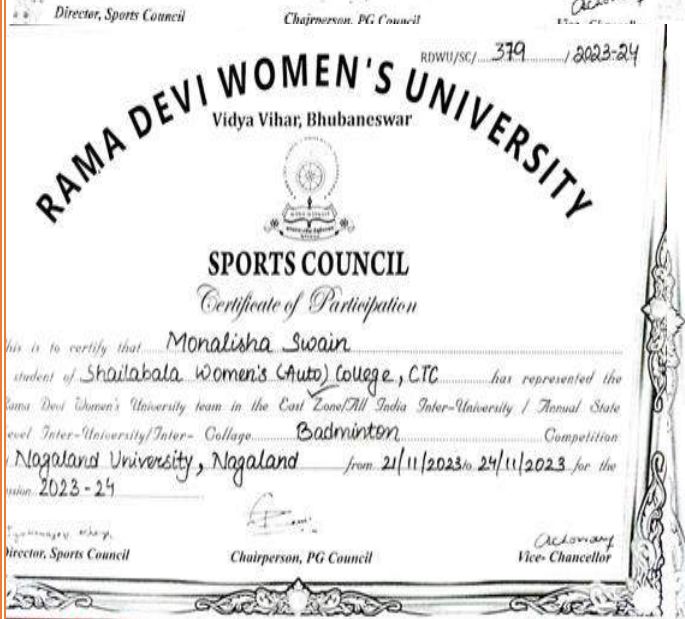 Director, Sports Council Chairperson, PG Council Vice- Chancellor
RDWU/SC/ 379 / 2023-24
RAMA DEVI WOMEN'S UNIVERSITY
Vidya Vihar, Bhubaneswar
SPORTS COUNCIL
Certificate of Participation
his is to certify that Monalisha Swain
student of Shailabala Women's (Auto) College, CTC has represented the
Rama Devi Women's University team in the East Zone/All India Inter-University / Annual State
evel Inter-University/Inter- Collage Badminton Competition
Nagaland University, Nagaland from 21/11/2023 to 24/11/2023 for the
ssion 2023-24
Director, Sports Council Chairperson, PG Council Vice- Chancellor